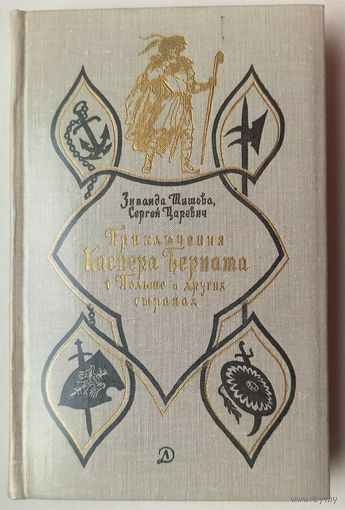 Зинаида Шишова,
Сергей Царевич
Приключения
Каспера Берната
в Польше и других
странах
Д